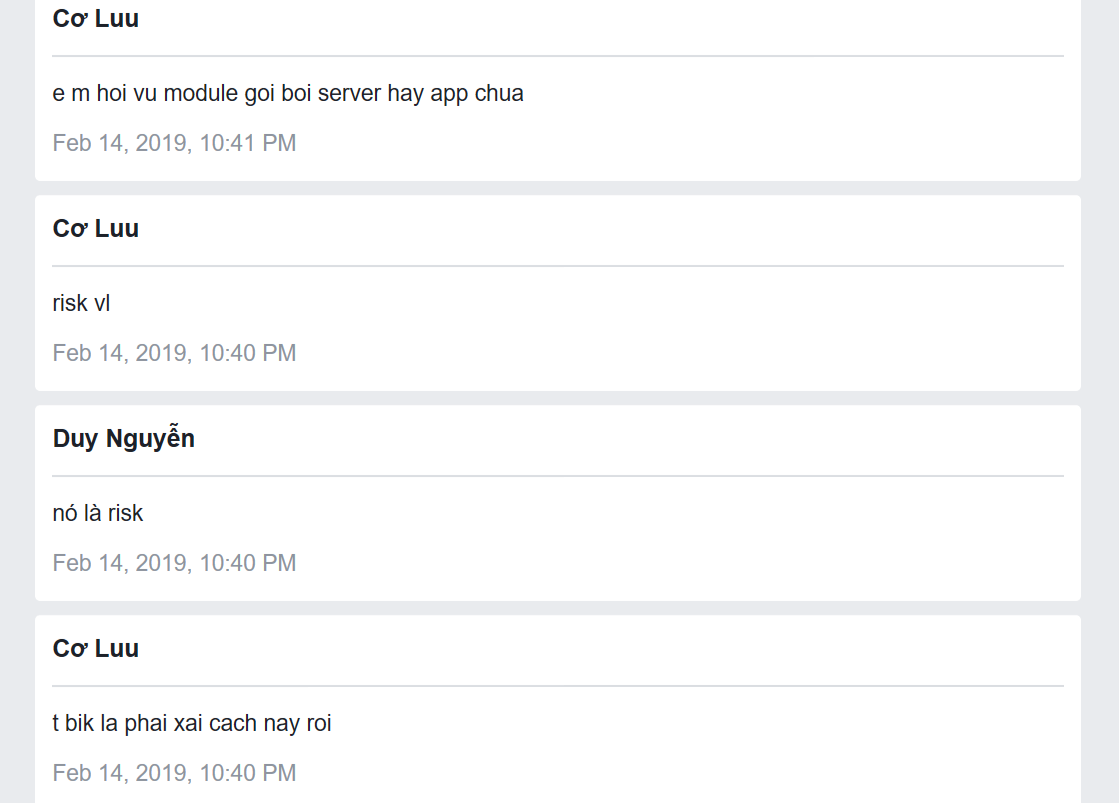 Cơ Luu
e m hoi vu module goi boi server hay app chua
Feb 14, 2019, 10:41 PM
Cơ Luu
risk vl
Feb 14, 2019, 10:40 PM
Duy Nguyễn
nó là risk
Feb 14, 2019, 10:40 PM
Cơ Luu
t bik la phai xai cach nay roi
Feb 14, 2019, 10:40 PM